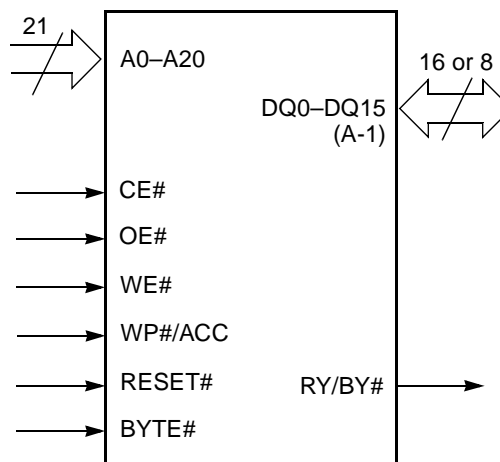 21
16 or 8
A0–A20
DQ0–DQ15
(A-1)
CE#
OE#
WE#
WP#/ACC
RESET#
RY/BY#
BYTE#